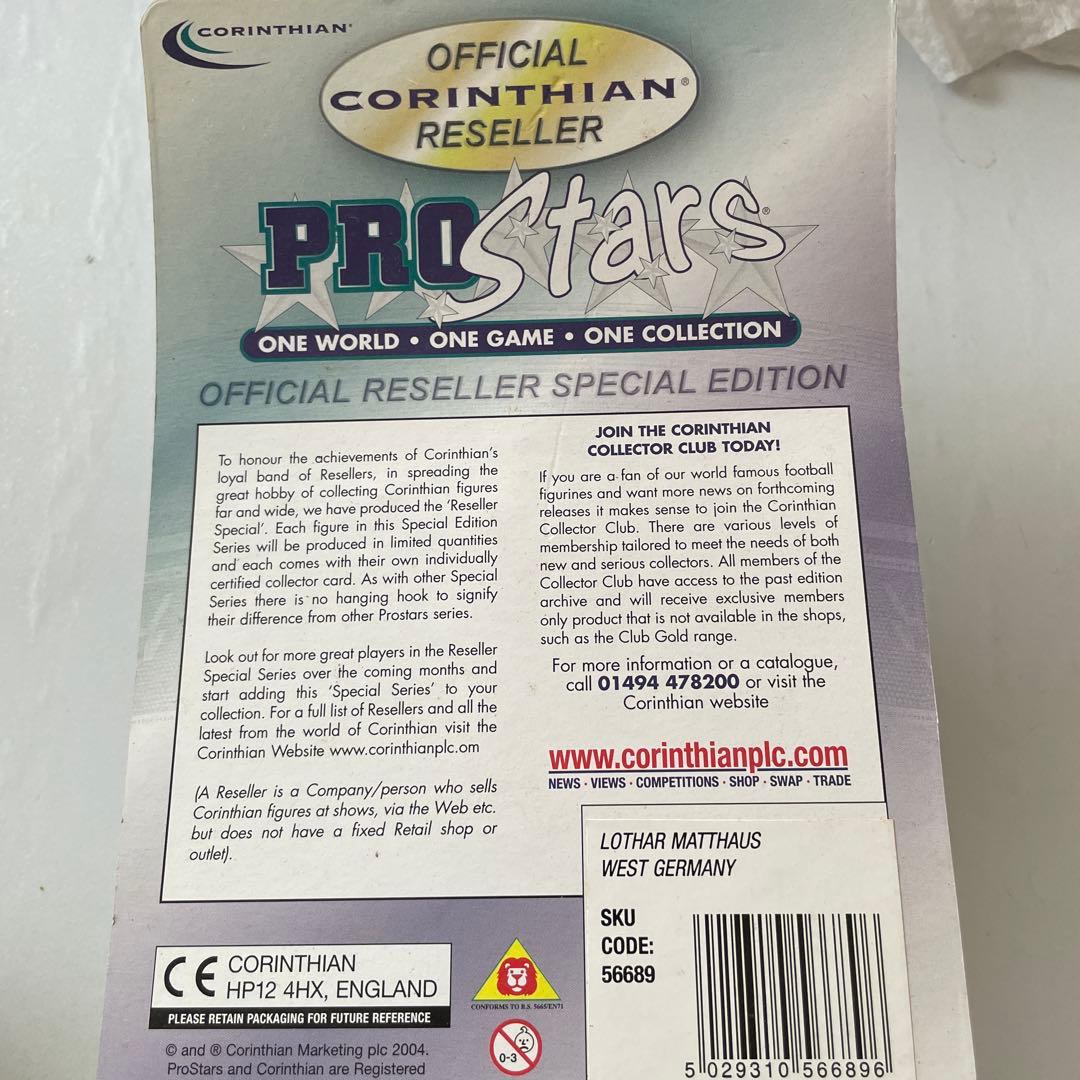 CORINTHIAN®
OFFICIAL
CORINTHIAN®
RESELLER
PROStars®
ONE WORLD • ONE GAME • ONE COLLECTION
OFFICIAL RESELLER SPECIAL EDITION
To honour the achievements of Corinthian's
loyal band of Resellers, in spreading the
great hobby of collecting Corinthian figures
far and wide, we have produced the 'Reseller
Special'. Each figure in this Special Edition
Series will be produced in limited quantities
and each comes with their own individually
certified collector card. As with other Special
Series there is no hanging hook to signify
their difference from other Prostars series.
Look out for more great players in the Reseller
Special Series over the coming months and
start adding this 'Special Series' to your
collection. For a full list of Resellers and all the
latest from the world of Corinthian visit the
Corinthian Website www.corinthianplc.om
(A Reseller is a Company/person who sells
Corinthian figures at shows, via the Web etc.
but does not have a fixed Retail shop or
outlet).
JOIN THE CORINTHIAN
COLLECTOR CLUB TODAY!
If you are a fan of our world famous football
figurines and want more news on forthcoming
releases it makes sense to join the Corinthian
Collector Club. There are various levels of
membership tailored to meet the needs of both
new and serious collectors. All members of the
Collector Club have access to the past edition
archive and will receive exclusive members
only product that is not available in the shops,
such as the Club Gold range.
For more information or a catalogue,
call 01494 478200 or visit the
Corinthian website
www.corinthianplc.com
NEWS · VIEWS · COMPETITIONS · SHOP · SWAP · TRADE
LOTHAR MATTHAUS
WEST GERMANY
SKU
CODE:
56689
5 029310 566896
CE CORINTHIAN
HP12 4HX, ENGLAND
PLEASE RETAIN PACKAGING FOR FUTURE REFERENCE
CONFORMS TO B.S. 5665/EN71
0-3
© and ® Corinthian Marketing plc 2004.
ProStars and Corinthian are Registered